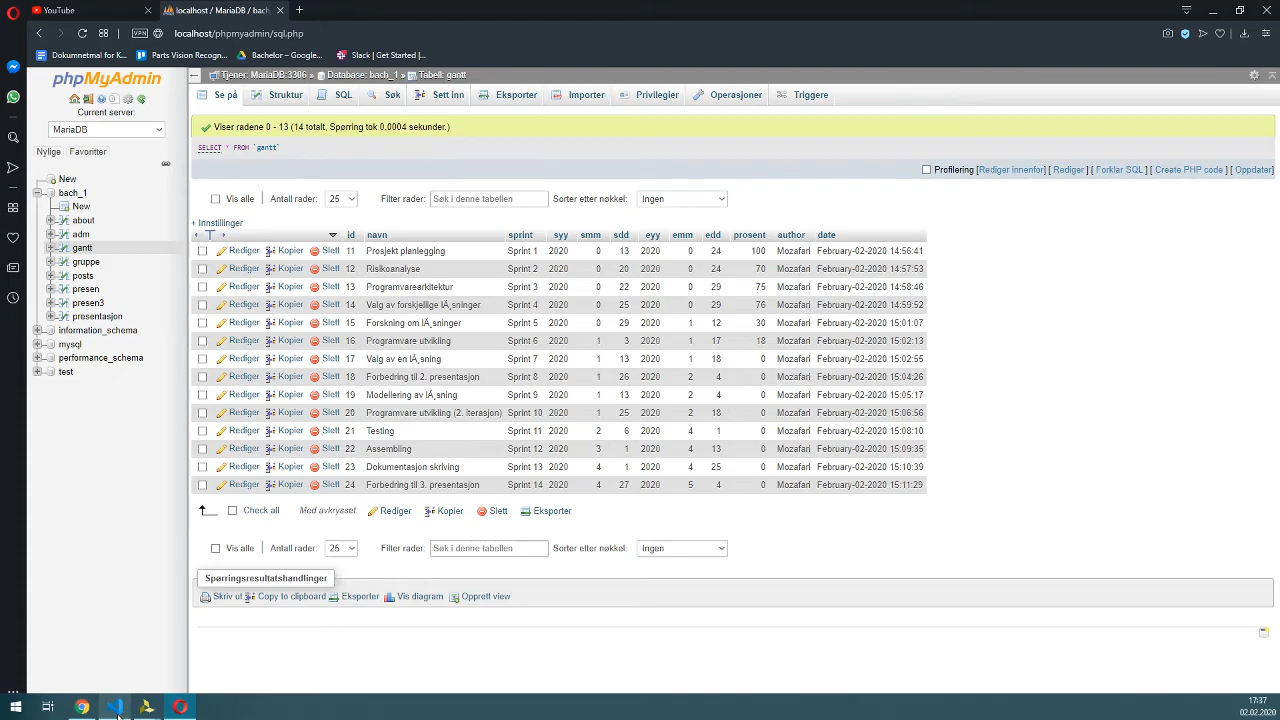 YouTube
localhost / MariaDB / bach_
VPN
localhost/phpmyadmin/sql.php
Dokumnetmal for K...
Parts Vision Recogn...
Bachelor – Google...
Slack | Get Started |...
phpMyAdmin
Current server:
MariaDB
Nylige
Favoritter
New
bach_1
New
about
adm
gantt
gruppe
posts
presen
presen3
presentasjon
information_schema
mysql
performance_schema
test
Tjener: MariaDB:3306 » Database: bach_1 » Tabell: gantt
Se på Struktur SQL Søk Sett inn Eksporter Importer Privilegier Operasjoner Triggere
Viser radene 0 - 13 (14 totalt, Spørring tok 0,0004 sekunder.)
SELECT * FROM `gantt`
Profilering [Rediger innenfor] [ Rediger ] [ Forklar SQL ] [ Create PHP code ] [ Oppdater]
Vis alle Antall rader: 25 Filter rader: Søk i denne tabellen Sorter etter nøkkel: Ingen
+ Innstillinger
←T→ id navn sprint syy smm sdd eyy emm edd prosent author date
Rediger Kopier Slett 11 Prosjekt planlegging Sprint 1 2020 0 13 2020 0 24 100 Mozafari February-02-2020 14:56:41
Rediger Kopier Slett 12 Risikoanalyse Sprint 2 2020 0 20 2020 0 24 70 Mozafari February-02-2020 14:57:53
Rediger Kopier Slett 13 Programvarearkitektur Sprint 3 2020 0 22 2020 0 29 75 Mozafari February-02-2020 14:58:46
Rediger Kopier Slett 14 Valg av forskjellige lÃ¸sninger Sprint 4 2020 0 25 2020 0 29 76 Mozafari February-02-2020 14:59:52
Rediger Kopier Slett 15 Forskning om lÃ¸sninger Sprint 5 2020 0 29 2020 1 12 30 Mozafari February-02-2020 15:01:07
Rediger Kopier Slett 16 Programvare utvikling Sprint 6 2020 1 3 2020 1 17 18 Mozafari February-02-2020 15:02:13
Rediger Kopier Slett 17 Valg av en lÃ¸sning Sprint 7 2020 1 13 2020 1 18 0 Mozafari February-02-2020 15:02:55
Rediger Kopier Slett 18 Forbedring til 2. presentasjon Sprint 8 2020 1 26 2020 2 4 0 Mozafari February-02-2020 15:04:26
Rediger Kopier Slett 19 Modellering av lÃ¸sning Sprint 9 2020 1 13 2020 2 4 0 Mozafari February-02-2020 15:05:17
Rediger Kopier Slett 20 Programvare utvikling (2. iterasjon) Sprint 10 2020 1 25 2020 2 18 0 Mozafari February-02-2020 15:06:56
Rediger Kopier Slett 21 Testing Sprint 11 2020 2 6 2020 4 1 0 Mozafari February-02-2020 15:08:10
Rediger Kopier Slett 22 Assembling Sprint 12 2020 3 1 2020 4 13 0 Mozafari February-02-2020 15:09:35
Rediger Kopier Slett 23 Dokumentasjon skriving Sprint 13 2020 4 1 2020 4 25 0 Mozafari February-02-2020 15:10:39
Rediger Kopier Slett 24 Forbedring til 3. presentasjon Sprint 14 2020 4 27 2020 5 4 0 Mozafari February-02-2020 15:11:29
Check all Med avkrysset: Rediger Kopier Slett Eksporter
Vis alle Antall rader: 25 Filter rader: Søk i denne tabellen Sorter etter nøkkel: Ingen
Spørringsresultatshandlinger
Skriv ut Copy to clipboard Eksporter Vis diagram Opprett view
17:37
02.02.2020